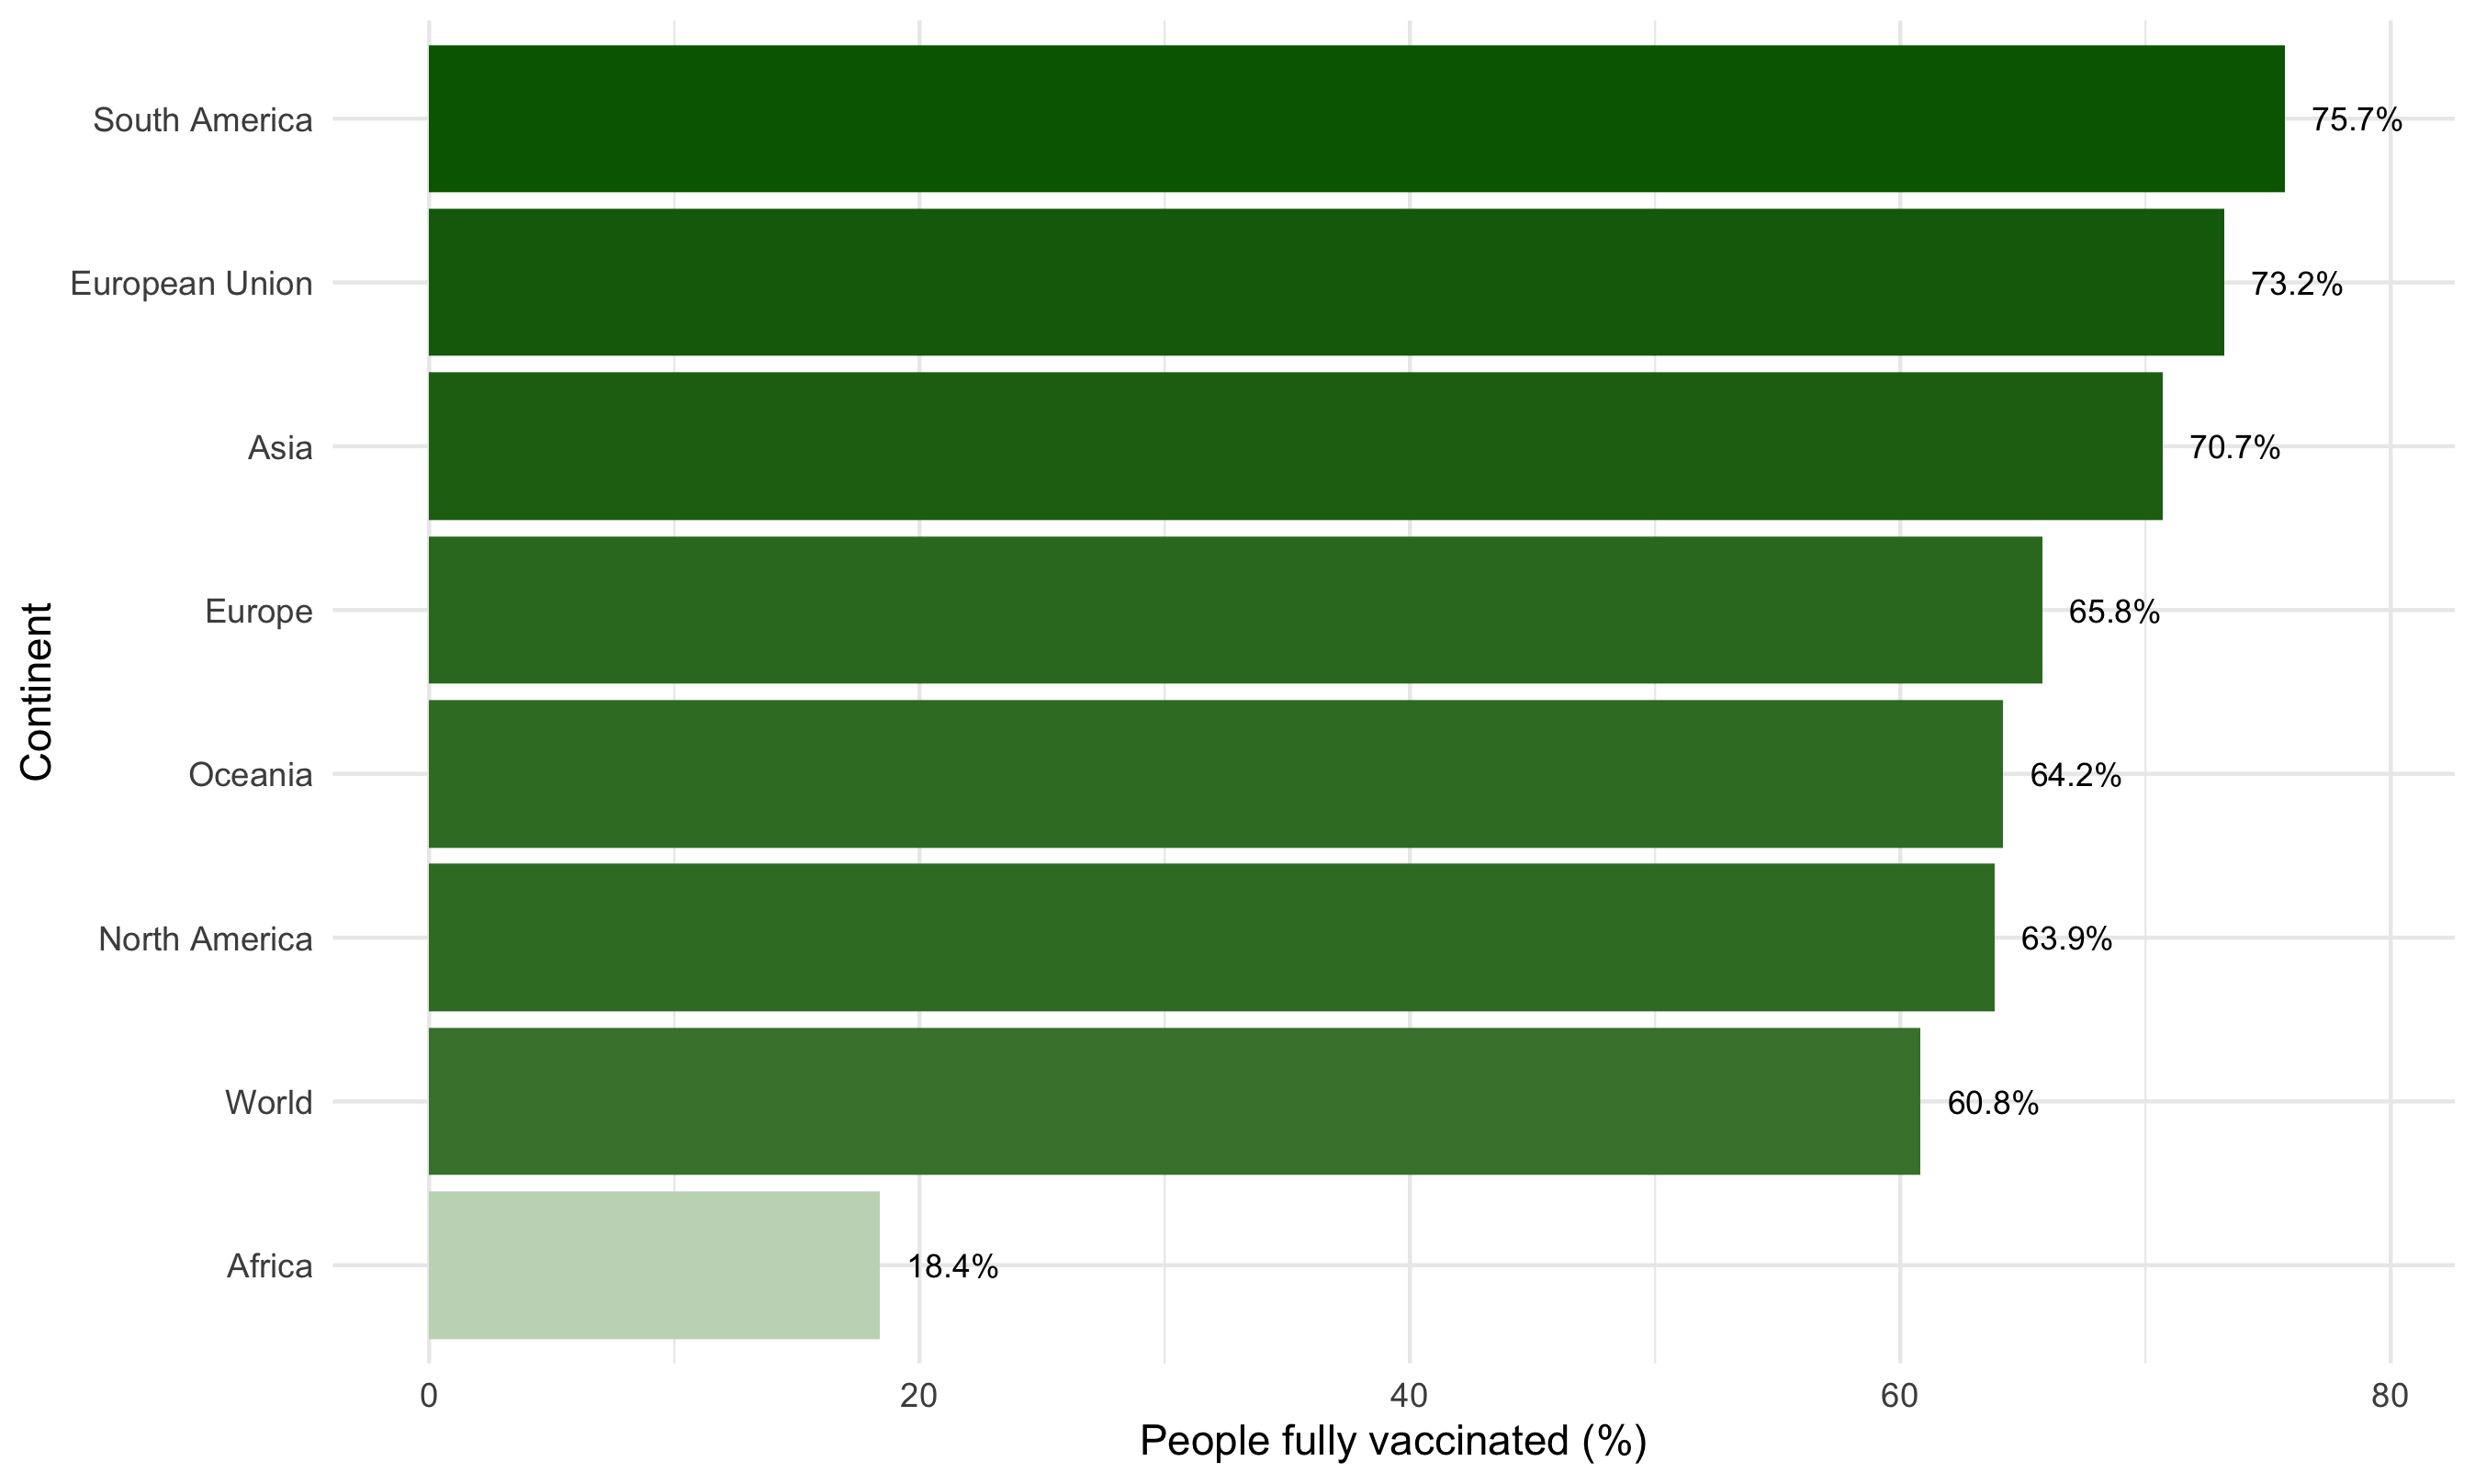 South America
75.7%
European Union
73.2%
Asia
70.7%
Europe
65.8%
Continent
Oceania
64.2%
North America
63.9%
World
60.8%
Africa
18.4%
0 20 40 60 80
People fully vaccinated (%)